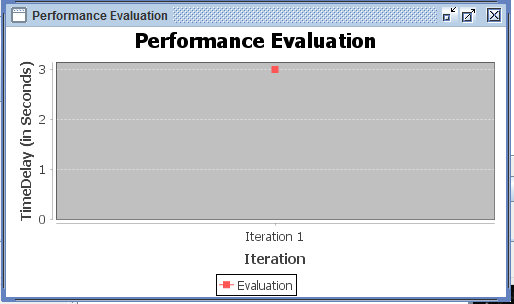 Performance Evaluation
Performance Evaluation
TimeDelay (in Seconds)
3
2
1
0
Iteration 1
Iteration
Evaluation